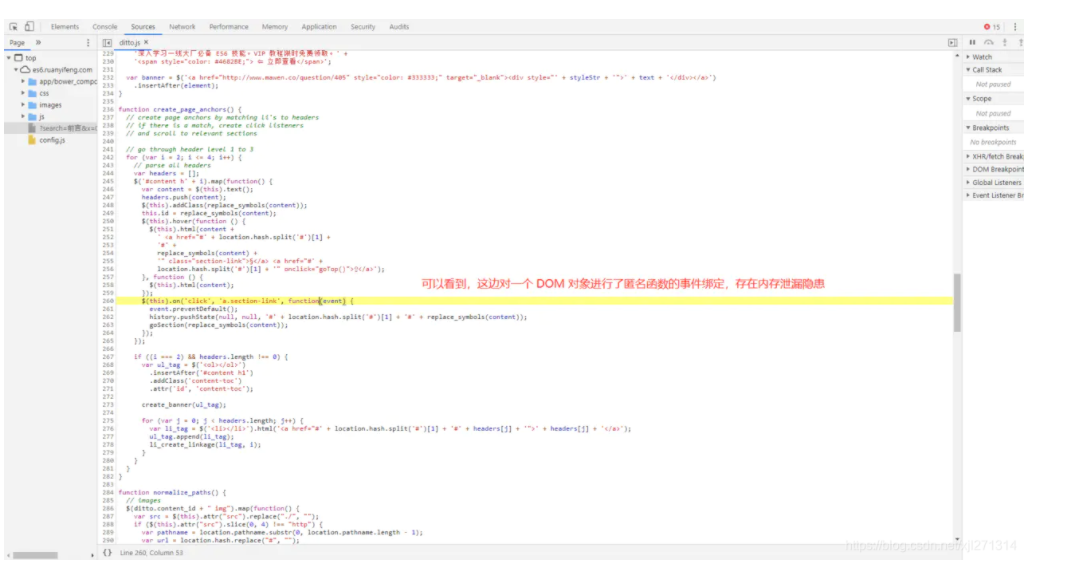 Elements Console Sources Network Performance Memory Application Security Audits 15
Page » ditto.js ×
top
es6.ruanyifeng.com
app/bower_compc
css
images
js
config.js
229 '深入学习一线大厂必备 ES6 技能。VIP 教程限时免费领取。' +
230 '<span style="color: #44682BE;"> ⇐ 立即查看</span>';
231
232 var banner = $('<a href="http://www.maven.co/question/405" style="color: #333333;" target="_blank"><div style="' + styleStr + '">' + text + '</div></a>')
233 .insertAfter(element);
234 }
235
236 function create_page_anchors() {
237 // create page anchors by matching li's to headers
238 // if there is a match, create click listeners
239 // and scroll to relevant sections
240
241 // go through header level 1 to 3
242 for (var i = 2; i <= 4; i++) {
243 // parse all headers
244 var headers = [];
245 $('#content h' + i).map(function() {
246 var content = $(this).text();
247 headers.push(content);
248 $(this).addClass(replace_symbols(content));
249 this.id = replace_symbols(content);
250 $(this).hover(function () {
251 $(this).html(content +
252 ' <a href="#' + location.hash.split('#')[1] +
253 '#' +
254 replace_symbols(content) +
255 '" class="section-link">§</a> <a href="#' +
256 location.hash.split('#')[1] + '" onclick="goTop()">⇧</a>');
257 }, function () {
258 $(this).html(content);
259 });
260 $(this).on('click', 'a.section-link', function(event) {
261 event.preventDefault();
262 history.pushState(null, null, '#' + location.hash.split('#')[1] + '#' + replace_symbols(content));
263 goSection(replace_symbols(content));
264 });
265 });
266
267 if ((i === 2) && headers.length !== 0) {
268 var ul_tag = $('<ol></ol>')
269 .insertAfter('#content h1')
270 .addClass('content-toc')
271 .attr('id', 'content-toc');
272
273 create_banner(ul_tag);
274
275 for (var j = 0; j < headers.length; j++) {
276 var li_tag = $('<li></li>').html('<a href="#' + location.hash.split('#')[1] + '#' + headers[j] + '">' + headers[j] + '</a>');
277 ul_tag.append(li_tag);
278 li_create_linkage(li_tag, i);
279 }
280 }
281 }
282 }
283
284 function normalize_paths() {
285 // images
286 $(ditto.content_id + " img").map(function() {
287 var src = $(this).attr("src").replace("./", "");
288 if ($(this).attr("src").slice(0, 4) !== "http") {
289 var pathname = location.pathname.substr(0, location.pathname.length - 1);
290 var url = location.hash.replace("#", "");
可以看到，这边对一个 DOM 对象进行了匿名函数的事件绑定，存在内存泄漏隐患
Watch
Call Stack
Not paused
Scope
Not paused
Breakpoints
No breakpoints
XHR/fetch Break
DOM Breakpoint
Global Listeners
Event Listener Br
{} Line 260, Column 53